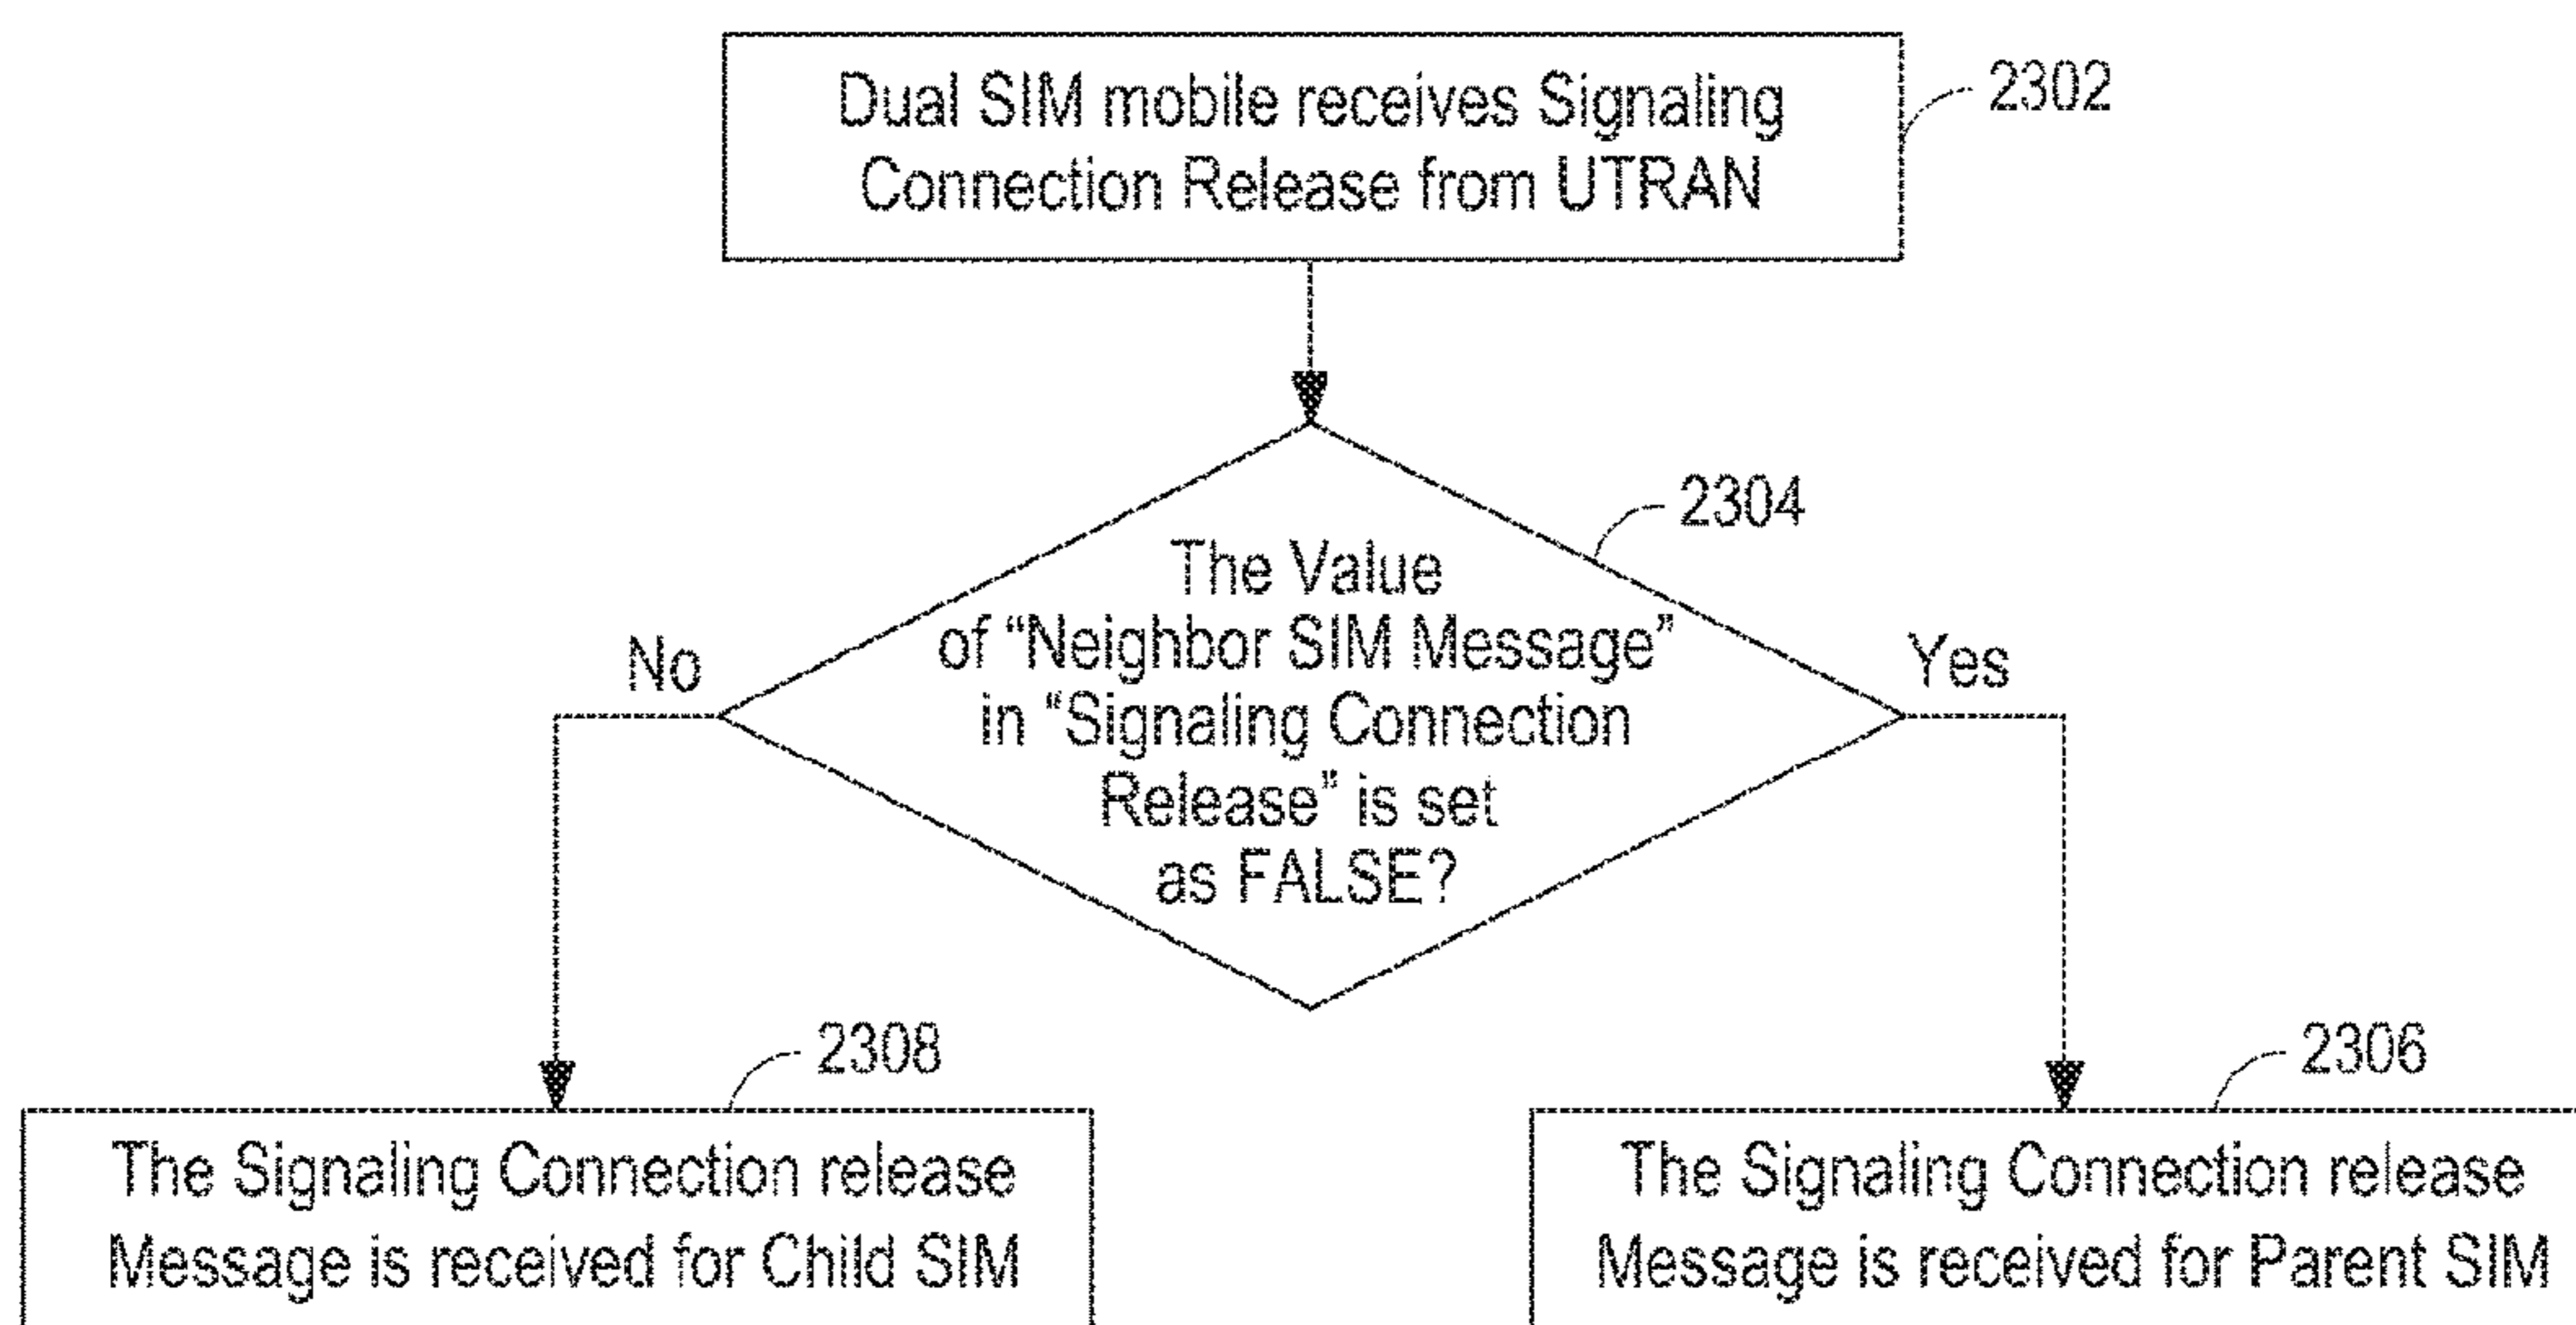 Dual SIM mobile receives Signaling
Connection Release from UTRAN
2302
2304
The Value
of “Neighbor SIM Message”
in “Signaling Connection
Release” is set
as FALSE?
No
Yes
2308
The Signaling Connection release
Message is received for Child SIM
2306
The Signaling Connection release
Message is received for Parent SIM